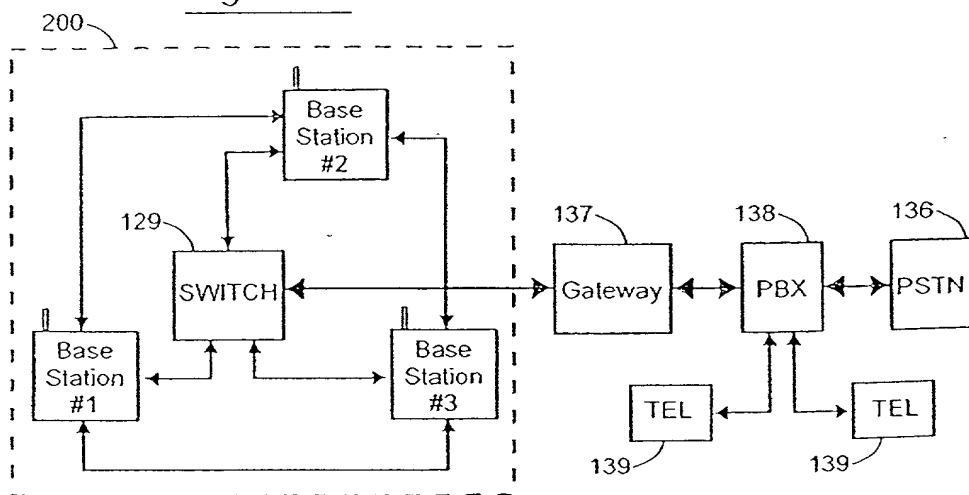 200
Base
Station
#2
129
SWITCH
137
138
136
Gateway
PBX
PSTN
Base
Station
#1
Base
Station
#3
TEL
TEL
139
139